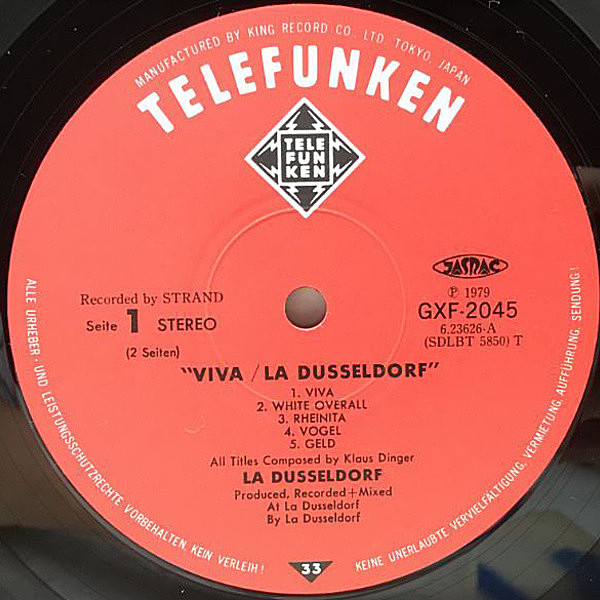 MANUFACTURED BY KING RECORD CO., LTD. TOKYO, JAPAN
TELEFUNKEN
TELE
FUN
KEN
JASRAC
Recorded by STRAND
Seite 1 STEREO
(2 Seiten)
℗ 1979
GXF-2045
6.23626-A
(SDLBT 5850) T
"VIVA / LA DUSSELDORF"
1. VIVA
2. WHITE OVERALL
3. RHEINITA
4. VOGEL
5. GELD
All Titles Composed by Klaus Dinger
LA DUSSELDORF
Produced, Recorded+Mixed
At La Dusseldorf
By La Dusseldorf
ALLE URHEBER- UND LEISTUNGSSCHUTZRECHTE VORBEHALTEN. KEIN VERLEIH!
33
KEINE UNERLAUBTE VERVIELFÄLTIGUNG, VERMIETUNG, AUFFÜHRUNG, SENDUNG!